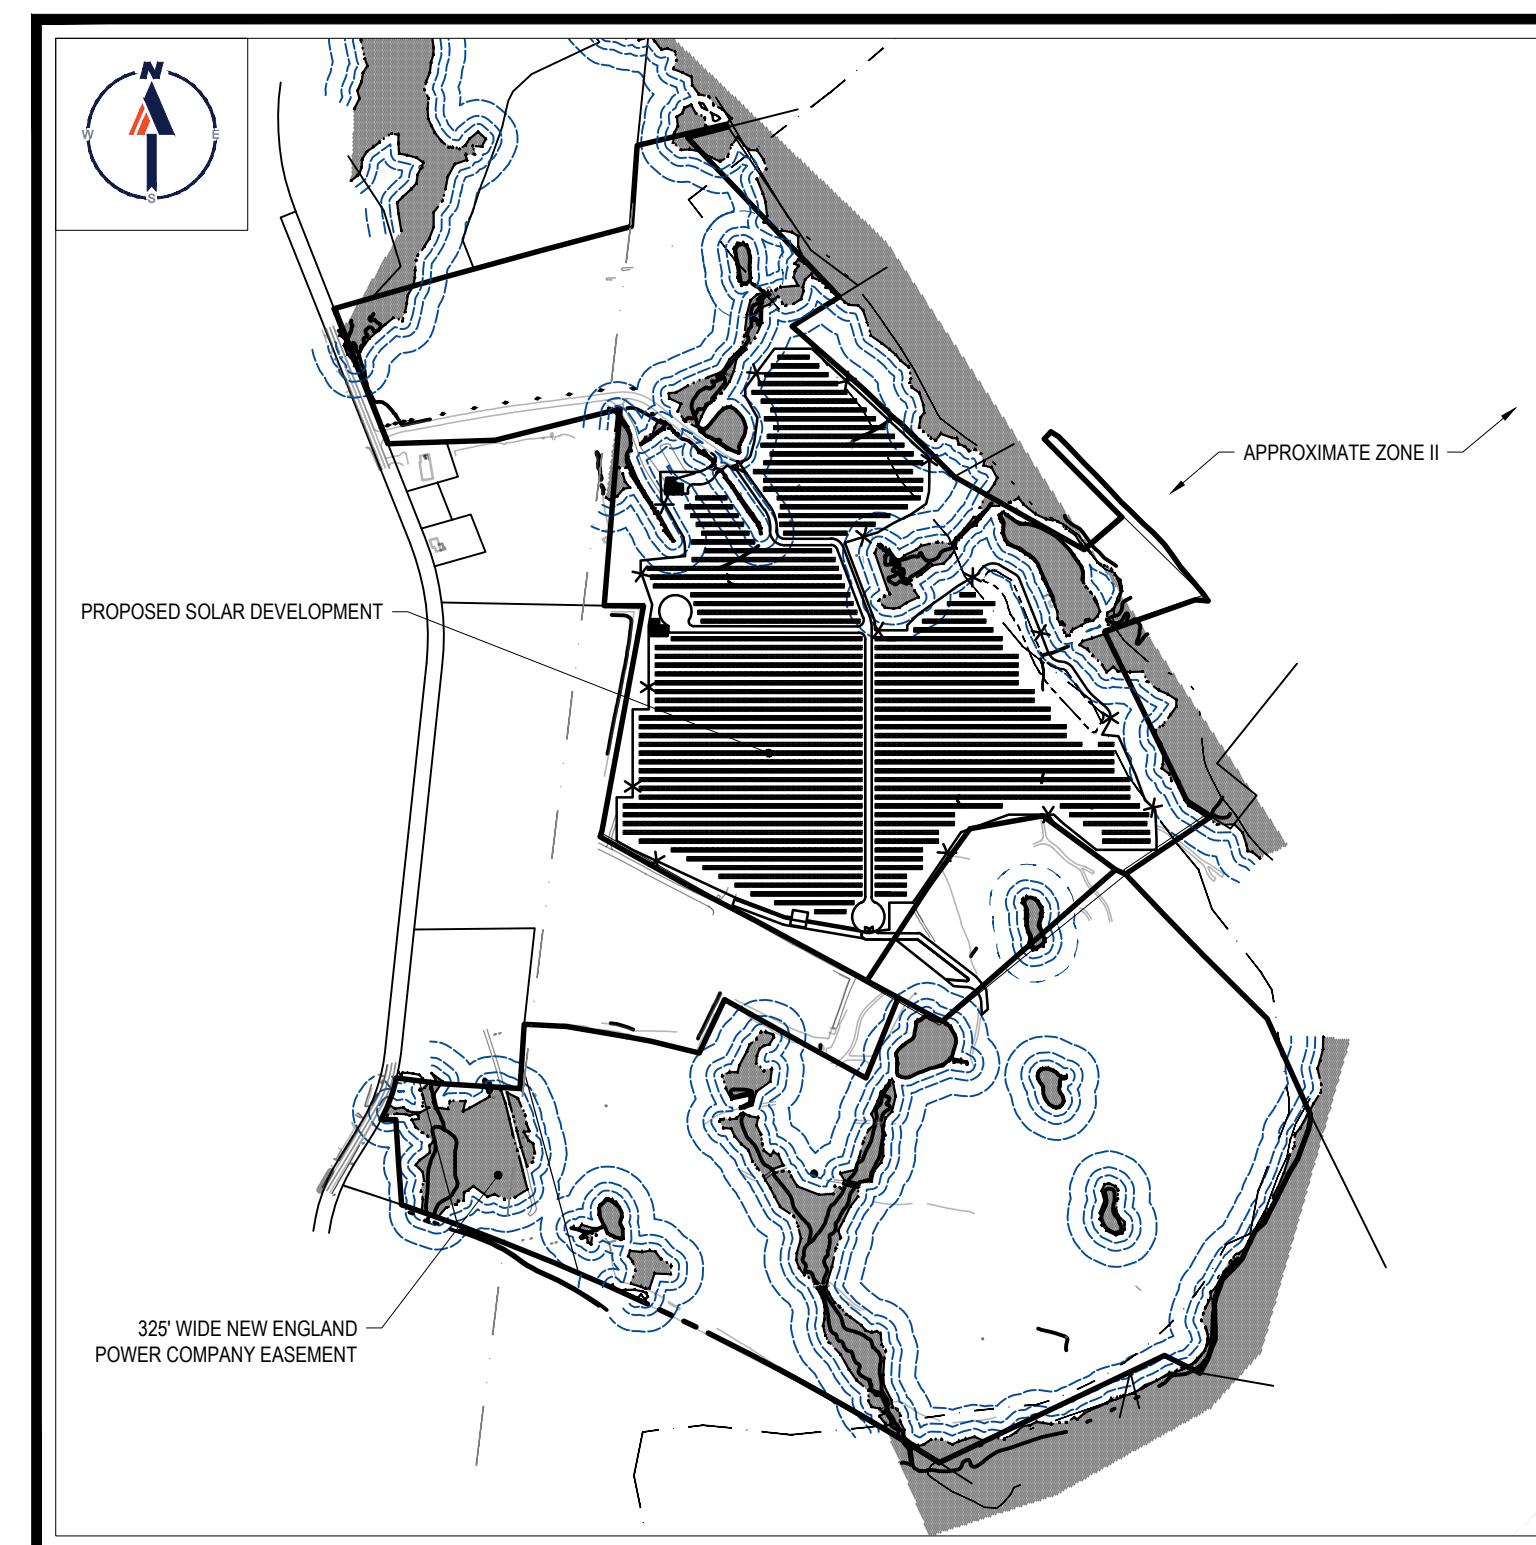 N
W
E
S
APPROXIMATE ZONE II
PROPOSED SOLAR DEVELOPMENT
325' WIDE NEW ENGLAND
POWER COMPANY EASEMENT